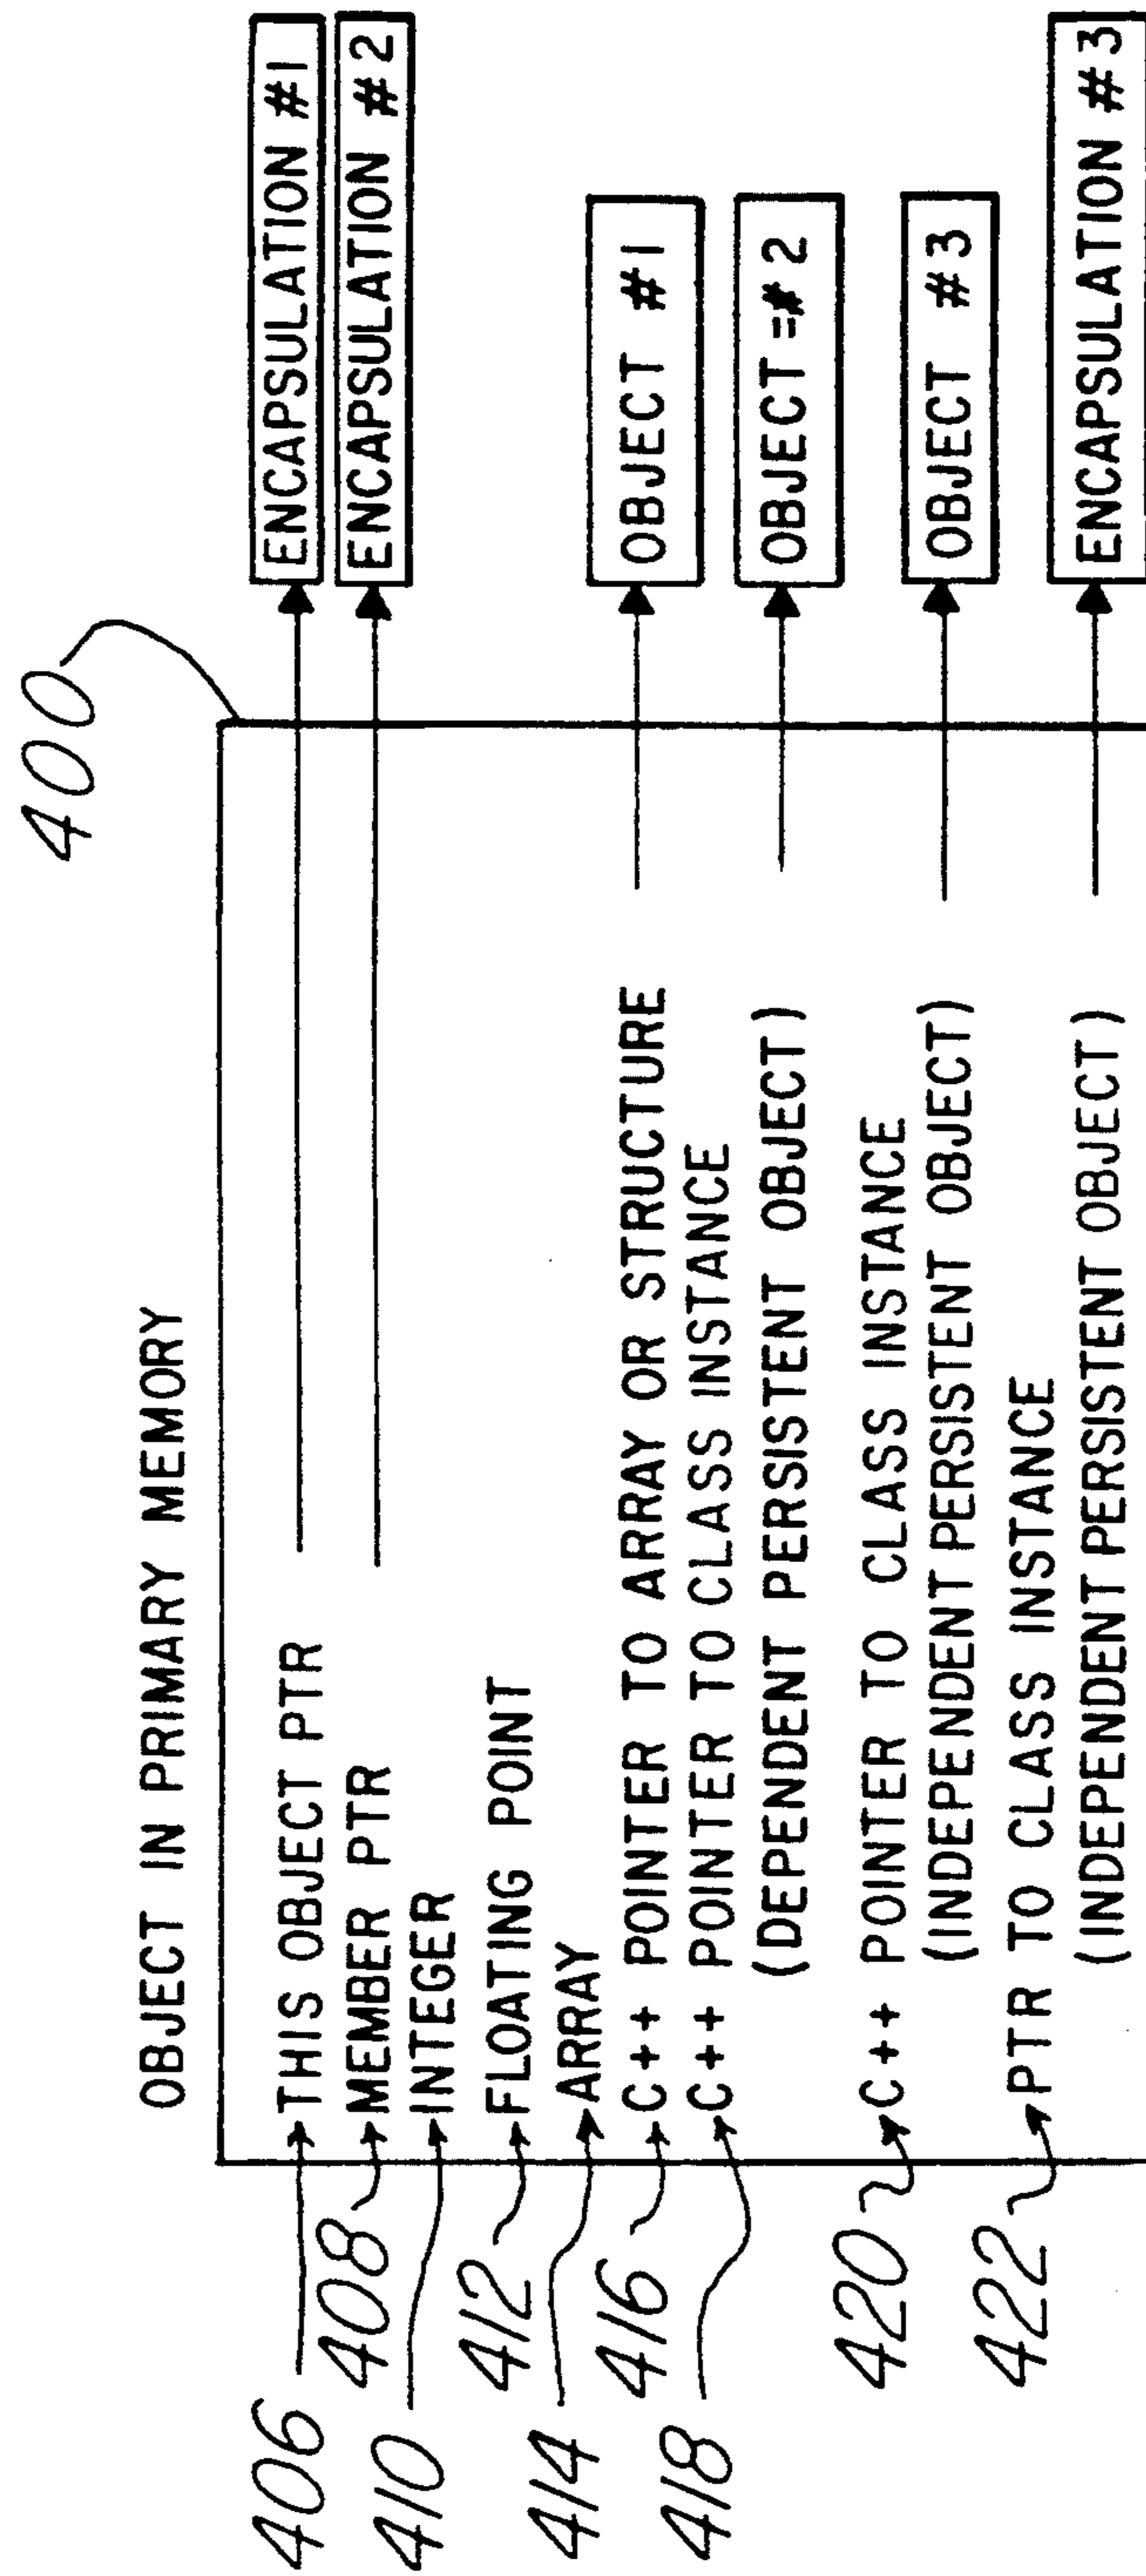 400
OBJECT IN PRIMARY MEMORY
406 THIS OBJECT PTR ENCAPSULATION #1
408 MEMBER PTR ENCAPSULATION #2
410 INTEGER
412 FLOATING POINT
414 ARRAY
416 C++ POINTER TO ARRAY OR STRUCTURE OBJECT #1
418 C++ POINTER TO CLASS INSTANCE
(DEPENDENT PERSISTENT OBJECT) OBJECT =# 2
420 C++ POINTER TO CLASS INSTANCE OBJECT #3
(INDEPENDENT PERSISTENT OBJECT)
422 PTR TO CLASS INSTANCE ENCAPSULATION #3
(INDEPENDENT PERSISTENT OBJECT)